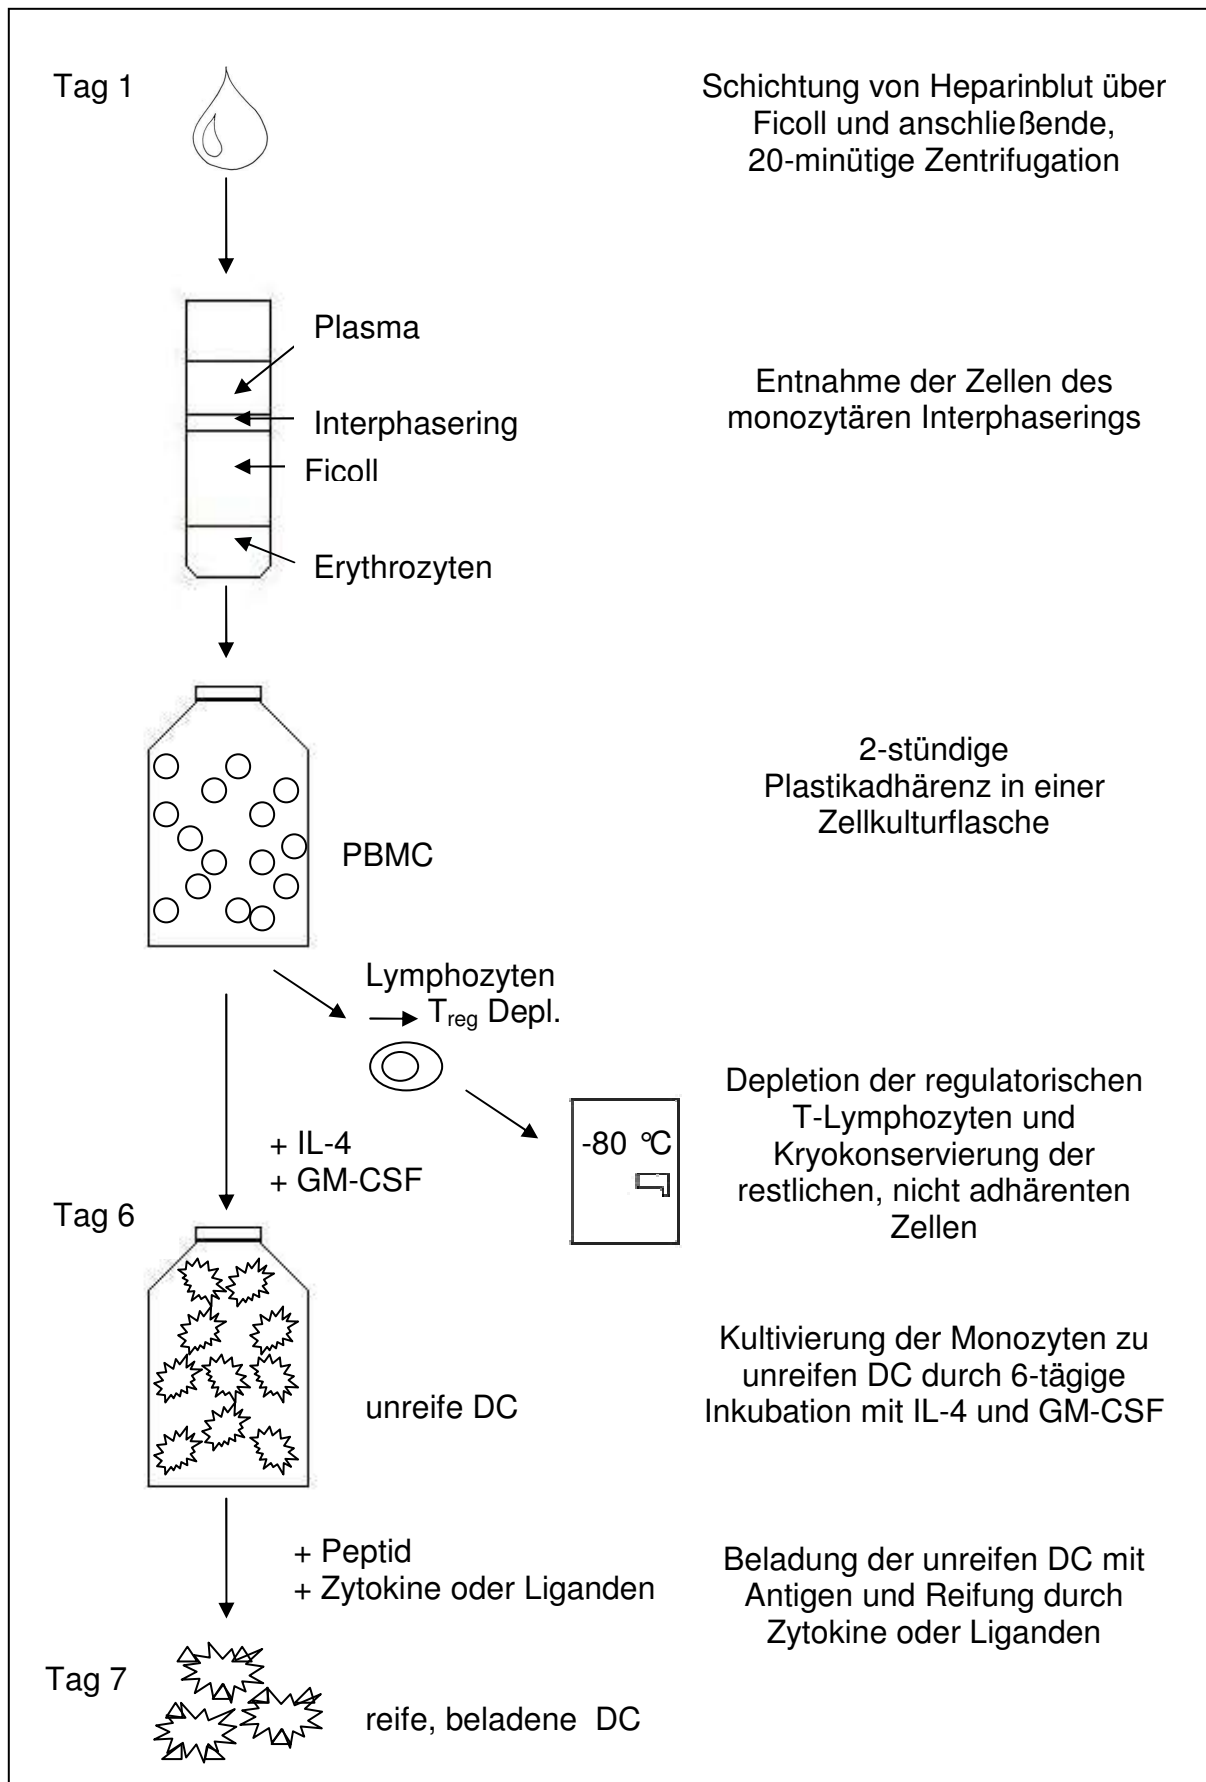 Tag 1
Schichtung von Heparinblut über
Ficoll und anschließende,
20-minütige Zentrifugation
Plasma
Interphasering
Ficoll
Erythrozyten
Entnahme der Zellen des
monozytären Interphaserings
PBMC
2-stündige
Plastikadhärenz in einer
Zellkulturflasche
Lymphozyten
Treg Depl.
-80 °C
Depletion der regulatorischen
T-Lymphozyten und
Kryokonservierung der
restlichen, nicht adhärenten
Zellen
+ IL-4
+ GM-CSF
Tag 6
unreife DC
Kultivierung der Monozyten zu
unreifen DC durch 6-tägige
Inkubation mit IL-4 und GM-CSF
+ Peptid
+ Zytokine oder Liganden
Beladung der unreifen DC mit
Antigen und Reifung durch
Zytokine oder Liganden
Tag 7
reife, beladene DC